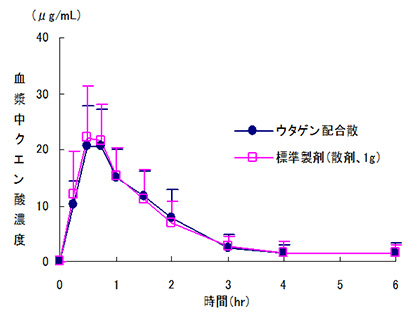 (μg/mL)
血漿中クエン酸濃度
40
30
20
10
0
ウタゲン配合散
標準製剤(散剤、1g)
0 1 2 3 4 5 6
時間(hr)